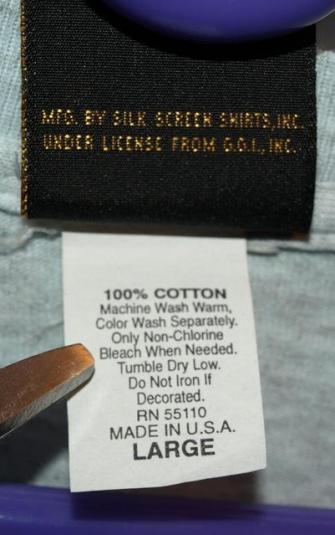 MFG. BY SILK SCREEN SHIRTS, INC.
UNDER LICENSE FROM G.O.I., INC.
100% COTTON
Machine Wash Warm,
Color Wash Separately.
Only Non-Chlorine
Bleach When Needed.
Tumble Dry Low.
Do Not Iron If
Decorated.
RN 55110
MADE IN U.S.A.
LARGE